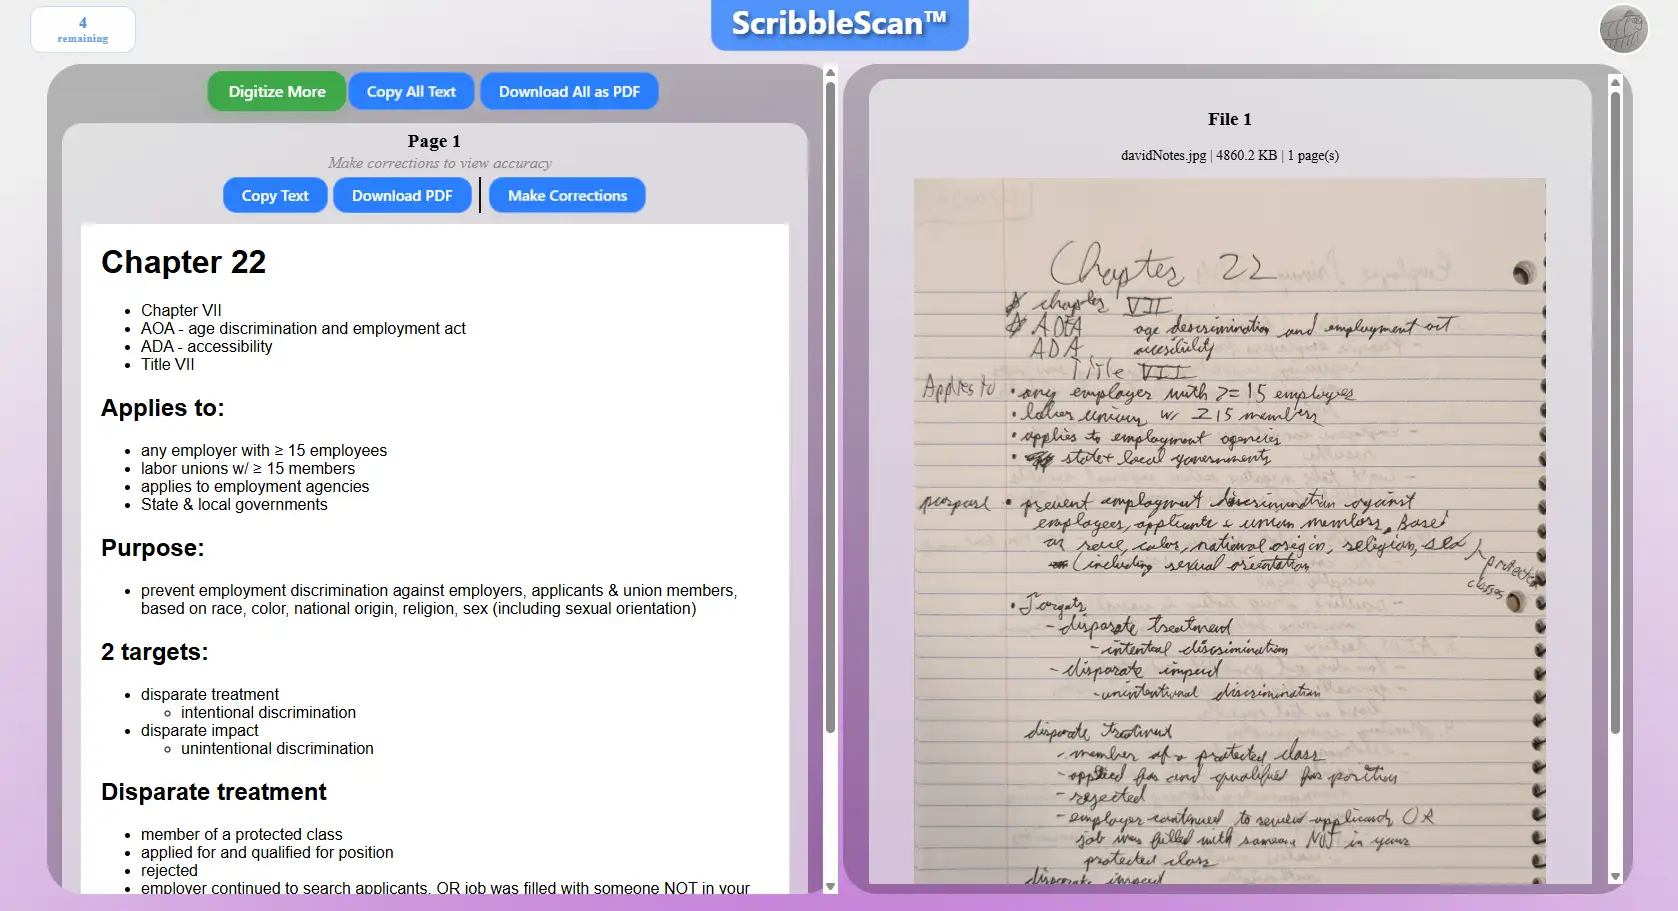 4
remaining
ScribbleScan™
Digitize More
Copy All Text
Download All as PDF
Page 1
Make corrections to view accuracy
Copy Text
Download PDF
Make Corrections
Chapter 22
• Chapter VII
• AOA - age discrimination and employment act
• ADA - accessibility
• Title VII
Applies to:
• any employer with ≥ 15 employees
• labor unions w/ ≥ 15 members
• applies to employment agencies
• State & local governments
Purpose:
• prevent employment discrimination against employers, applicants & union members,
based on race, color, national origin, religion, sex (including sexual orientation)
2 targets:
• disparate treatment
◦ intentional discrimination
• disparate impact
◦ unintentional discrimination
Disparate treatment
• member of a protected class
• applied for and qualified for position
• rejected
• employer continued to search applicants, OR job was filled with someone NOT in your
File 1
davidNotes.jpg | 4860.2 KB | 1 page(s)
Chapter 22
chapter VII
age descrimination and employment act
ADA accesibility
Title VII
Applies to • any employer with >= 15 employees
• labor unions w/ ≥ 15 members
• applies to employment agencies
• state + local governments
purpose • prevent employment discrimination against
employees, applicants + union members. Based
on race, color, national origin, religion, sex
(including sexual orientation
protected
classes
- disparate treatment
- discrimination
- disparate impact
- unintentional discrimination
disparate treatment
- member of a protected class
- applied for and qualified for position
- rejected
- employer continued to applicants OR
job was filled with someone NOT in your
protected class
disparate impact